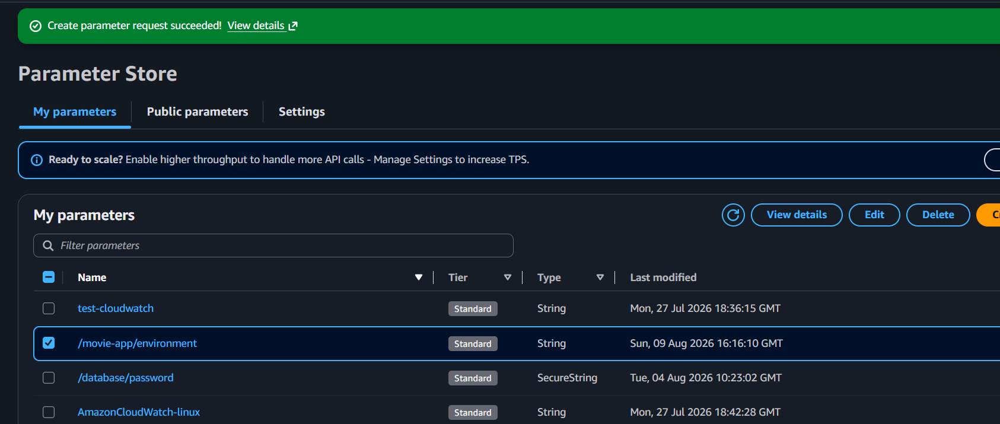 Create parameter request succeeded! View details
Parameter Store
My parameters Public parameters Settings
Ready to scale? Enable higher throughput to handle more API calls - Manage Settings to increase TPS.
My parameters View details Edit Delete
Filter parameters
Name Tier Type Last modified
test-cloudwatch Standard String Mon, 27 Jul 2026 18:36:15 GMT
/movie-app/environment Standard String Sun, 09 Aug 2026 16:16:10 GMT
/database/password Standard SecureString Tue, 04 Aug 2026 10:23:02 GMT
AmazonCloudWatch-linux Standard String Mon, 27 Jul 2026 18:42:28 GMT